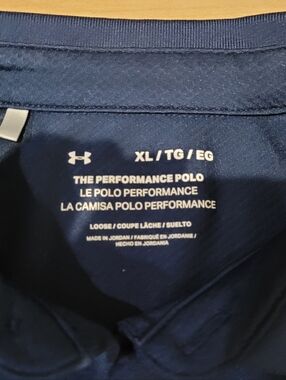 XL / TG / EG
THE PERFORMANCE POLO
LE POLO PERFORMANCE
LA CAMISA POLO PERFORMANCE
LOOSE / COUPE LÂCHE / SUELTO
MADE IN JORDAN / FABRIQUÉ EN JORDANIE /
HECHO EN JORDANIA